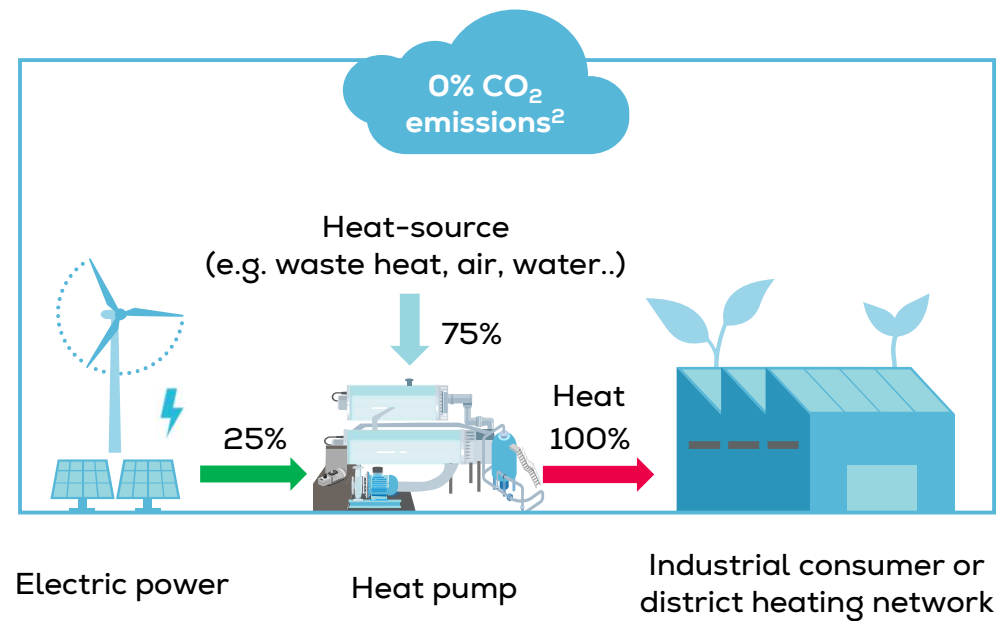 0% CO₂
emissions²
Heat-source
(e.g. waste heat, air, water..)
75%
Heat
25%
100%
Electric power
Heat pump
Industrial consumer or
district heating network